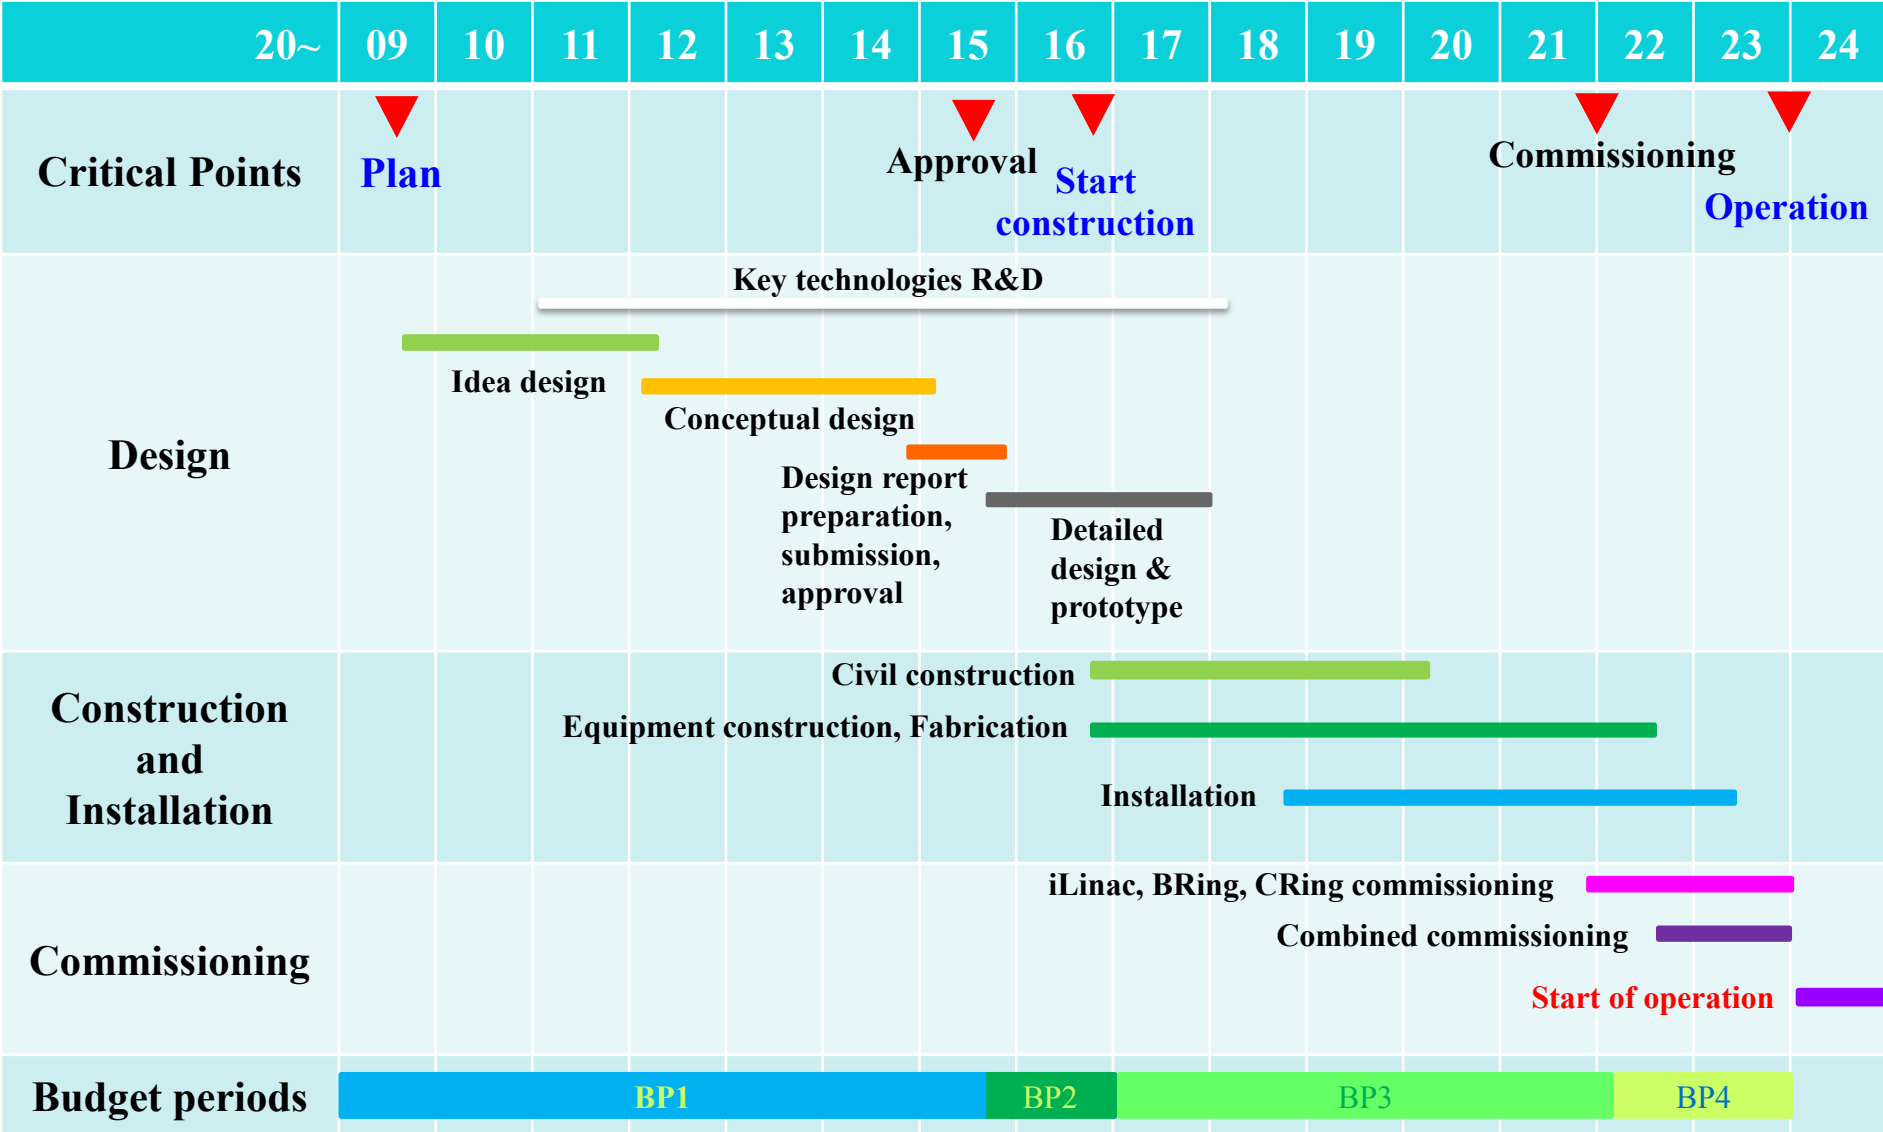 20~ 09 10 11 12 13 14 15 16 17 18 19 20 21 22 23 24
Critical Points
Plan
Approval
Start
construction
Commissioning
Operation
Design
Key technologies R&D
Idea design
Conceptual design
Design report
preparation,
submission,
approval
Detailed
design &
prototype
Construction
and
Installation
Civil construction
Equipment construction, Fabrication
Installation
Commissioning
iLinac, BRing, CRing commissioning
Combined commissioning
Start of operation
Budget periods
BP1 BP2 BP3 BP4